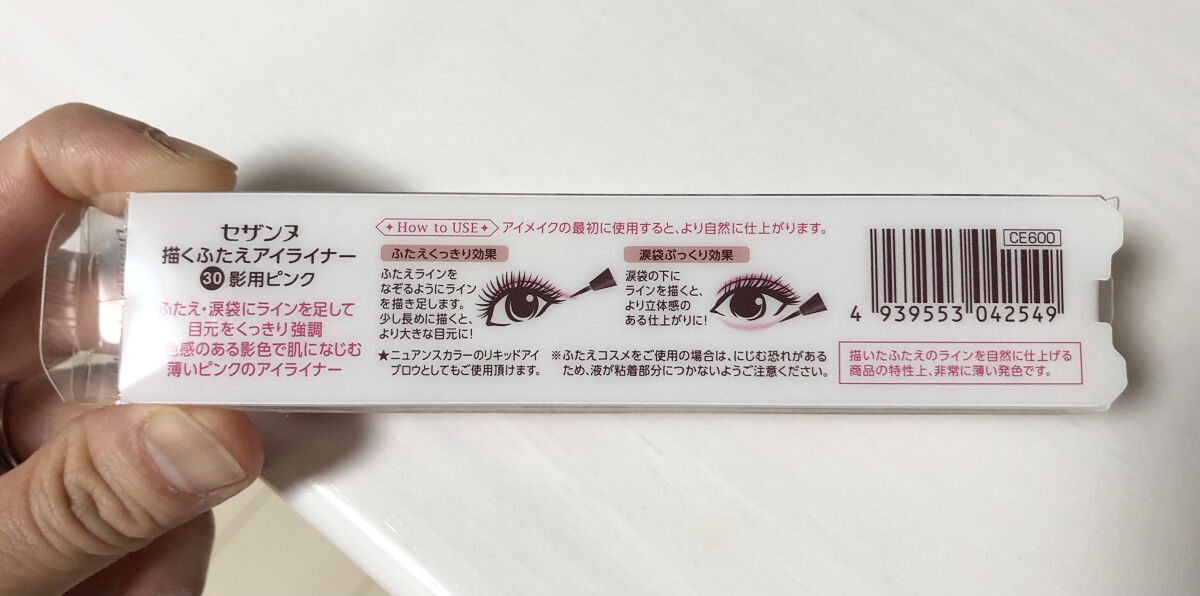 セザンヌ
描くふたえアイライナー
30 影用ピンク
ふたえ・涙袋にラインを足して
目元をくっきり強調
色感のある影色で肌になじむ
薄いピンクのアイライナー
How to USE アイメイクの最初に使用すると、より自然に仕上がります。
ふたえくっきり効果
ふたえラインを
なぞるようにライン
を描き足します。
少し長めに描くと、
より大きな目元に!
★ニュアンスカラーのリキッドアイ
ブロウとしてもご使用頂けます。
涙袋ぷっくり効果
涙袋の下に
ラインを描くと、
より立体感の
ある仕上がりに!
※ふたえコスメをご使用の場合は、にじむ恐れがある
ため、液が粘着部分につかないようご注意ください。
CE600
4 939553 042549
描いたふたえのラインを自然に仕上げる
商品の特性上、非常に薄い発色です。